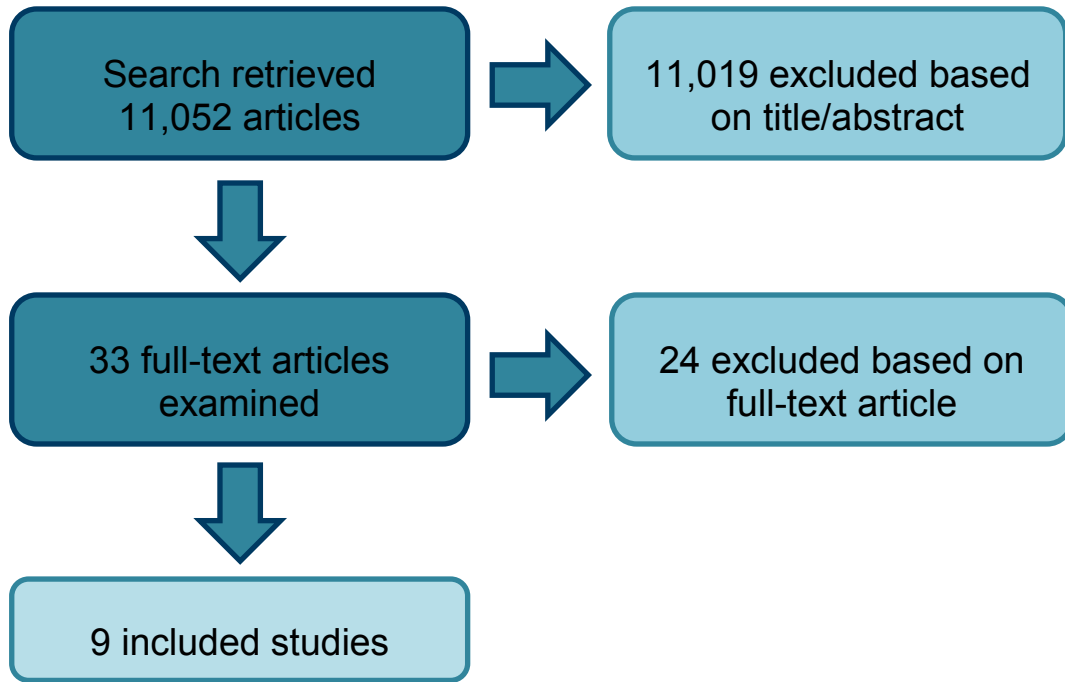 Search retrieved
11,052 articles
11,019 excluded based
on title/abstract
33 full-text articles
examined
24 excluded based on
full-text article
9 included studies